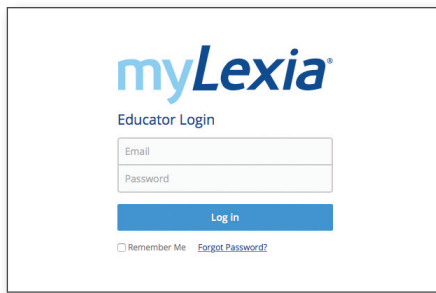 myLexia®
Educator Login
Email
Password
Log in
Remember Me Forgot Password?